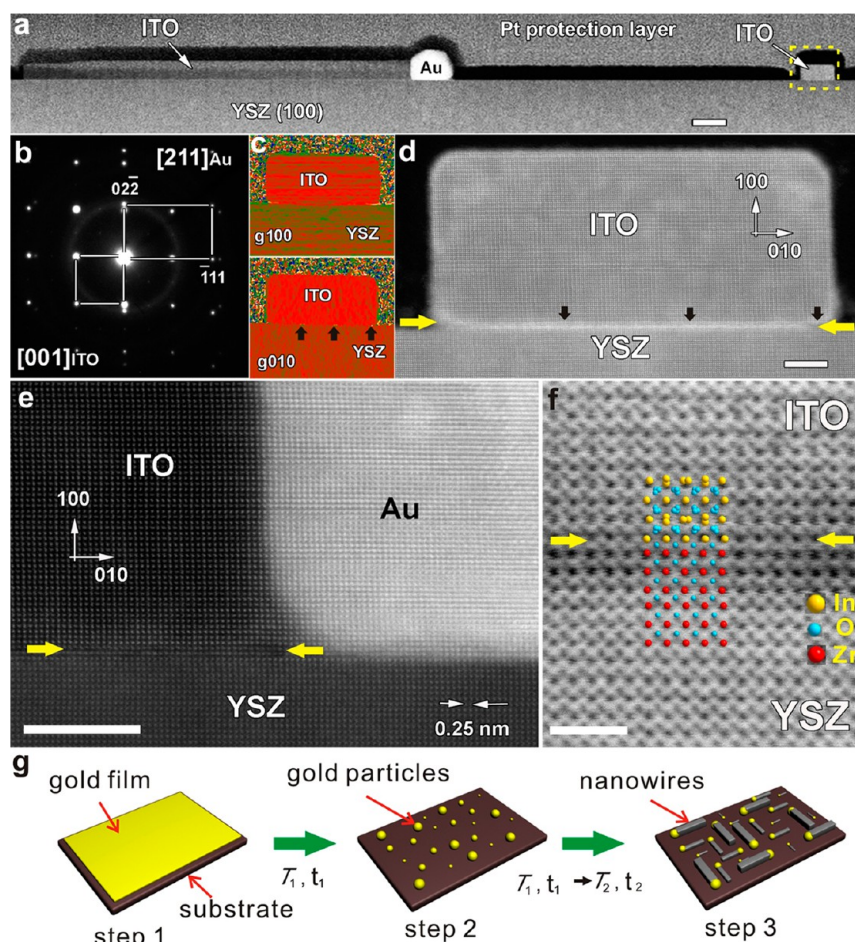 a
ITO
Pt protection layer
ITO
Au
YSZ (100)
b
[211]Au
022̄
1̄11
[001]ITO
c
ITO
g100
YSZ
ITO
g010
YSZ
d
ITO
100
010
YSZ
e
ITO
100
010
Au
YSZ
0.25 nm
f
ITO
In
O
Zr
YSZ
g
gold film
substrate
step 1
T₁, t₁
gold particles
step 2
T₁, t₁ → T₂, t₂
nanowires
step 3